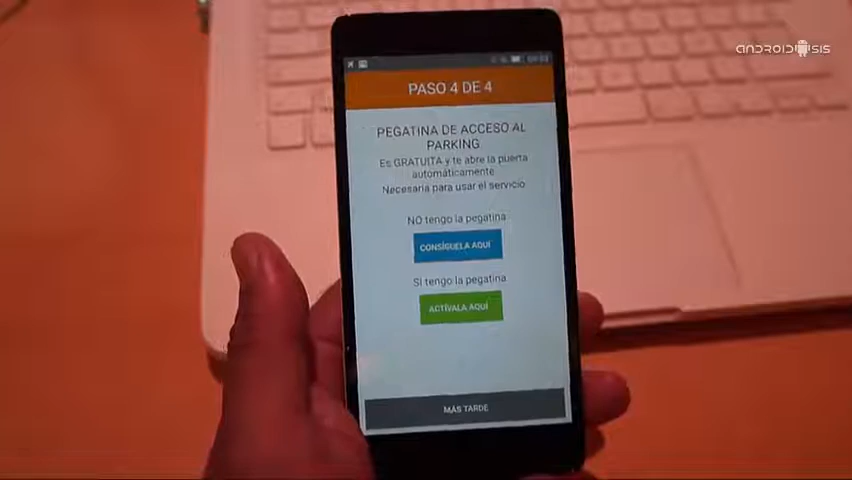 ANDROIDSIS
PASO 4 DE 4
PEGATINA DE ACCESO AL
PARKING
Es GRATUITA y te abre la puerta
automáticamente
Necesaria para usar el servicio
NO tengo la pegatina
CONSÍGUELA AQUÍ
SI tengo la pegatina
ACTÍVALA AQUÍ
MÁS TARDE